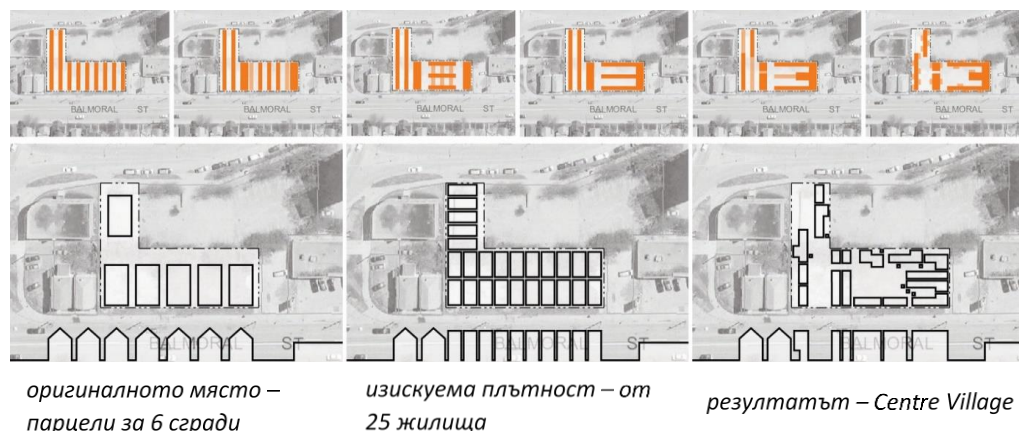 BALMORAL ST
BALMORAL ST
BALMORAL ST
BALMORAL ST
BALMORAL ST
BALMORAL ST
BALMORAL ST
BALMORAL ST
BALMORAL ST
оригиналното място –
парцели за 6 сгради
изискуема плътност – от
25 жилища
резултатът – Centre Village